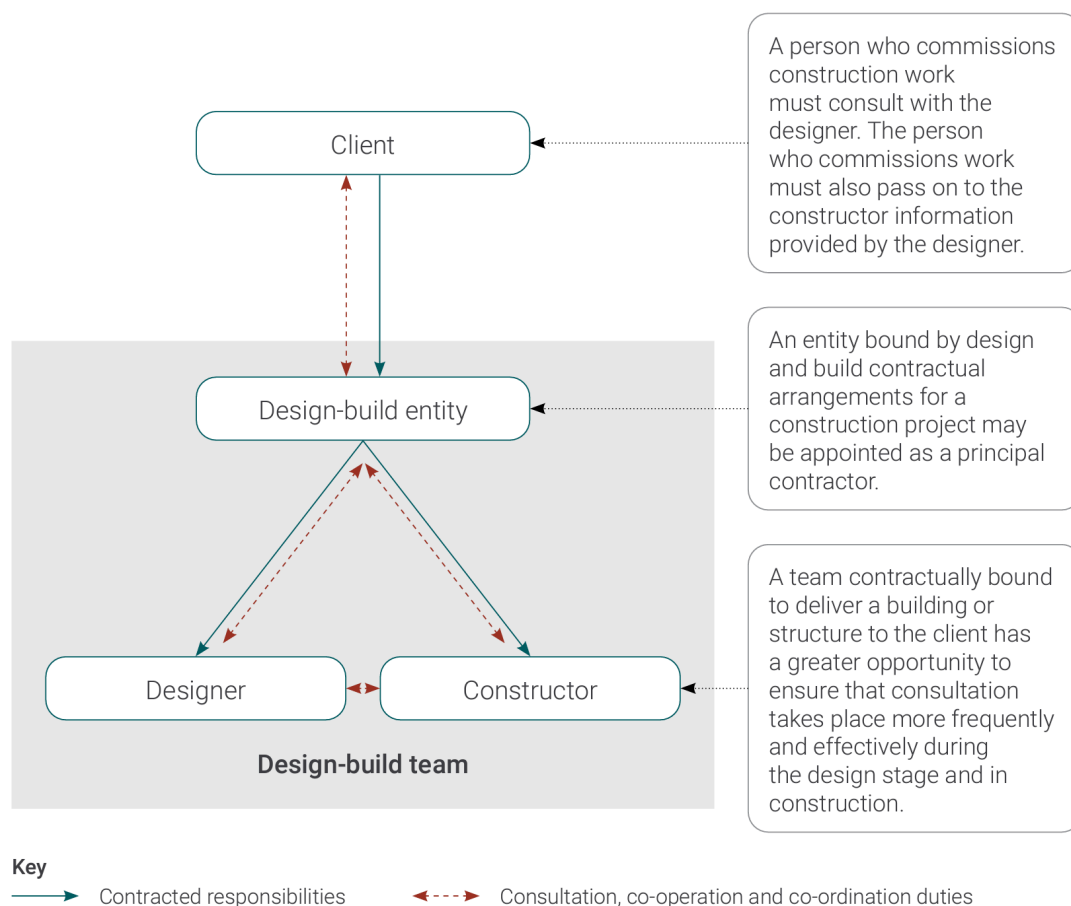 Client
A person who commissions
construction work
must consult with the
designer. The person
who commissions work
must also pass on to the
constructor information
provided by the designer.
Design-build entity
An entity bound by design
and build contractual
arrangements for a
construction project may
be appointed as a principal
contractor.
Designer
Constructor
Design-build team
A team contractually bound
to deliver a building or
structure to the client has
a greater opportunity to
ensure that consultation
takes place more frequently
and effectively during
the design stage and in
construction.
Key
Contracted responsibilities
Consultation, co-operation and co-ordination duties